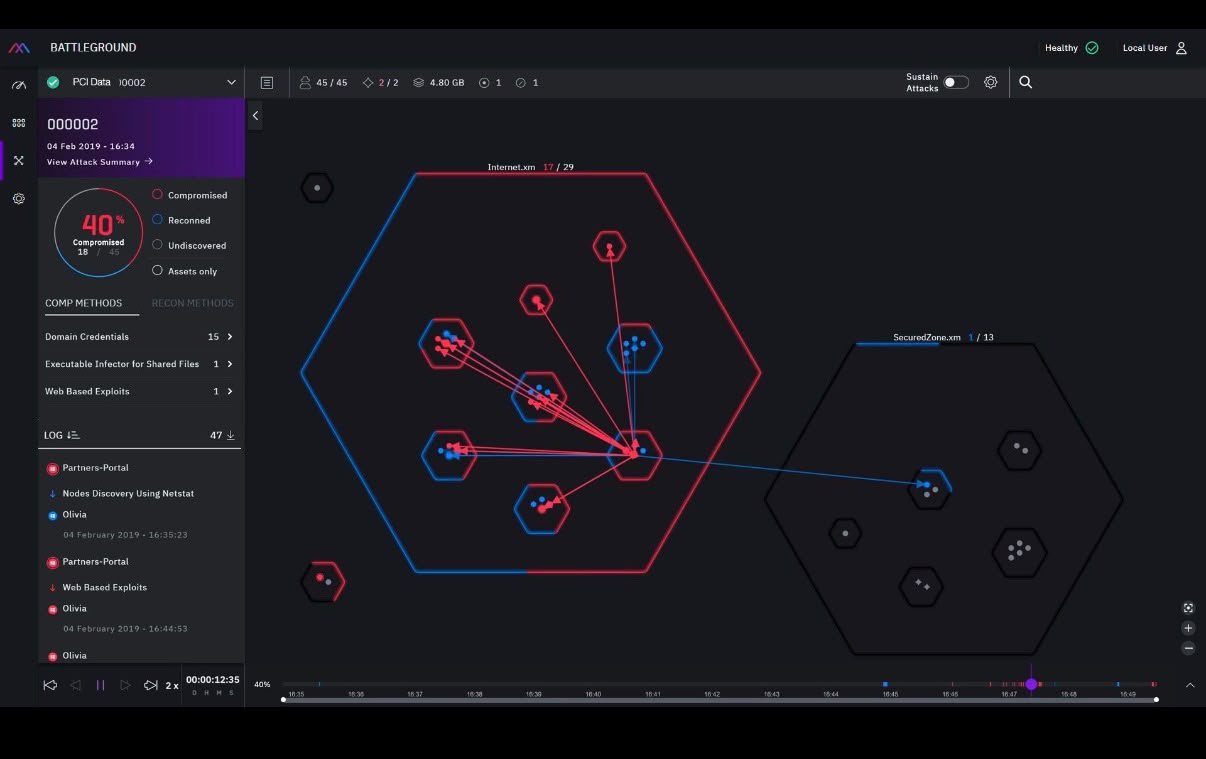 BATTLEGROUND
Healthy
Local User
PCI Data
0002
45 / 45
2 / 2
4.80 GB
1
1
Sustain
Attacks
000002
04 Feb 2019 - 16:34
View Attack Summary
40%
Compromised
18 / 45
Compromised
Reconned
Undiscovered
Assets only
COMP METHODS
RECON METHODS
Domain Credentials 15
Executable Infector for Shared Files 1
Web Based Exploits 1
LOG 47
Partners-Portal
Nodes Discovery Using Netstat
Olivia
04 February 2019 - 16:35:23
Partners-Portal
Web Based Exploits
Olivia
04 February 2019 - 16:44:53
Olivia
Internet.xm 17 / 29
SecuredZone.xm 1 / 13
2 x
00:00:12:35
D H M S
40%
16:35 16:36 16:37 16:38 16:39 16:40 16:41 16:42 16:43 16:44 16:45 16:46 16:47 16:48 16:49